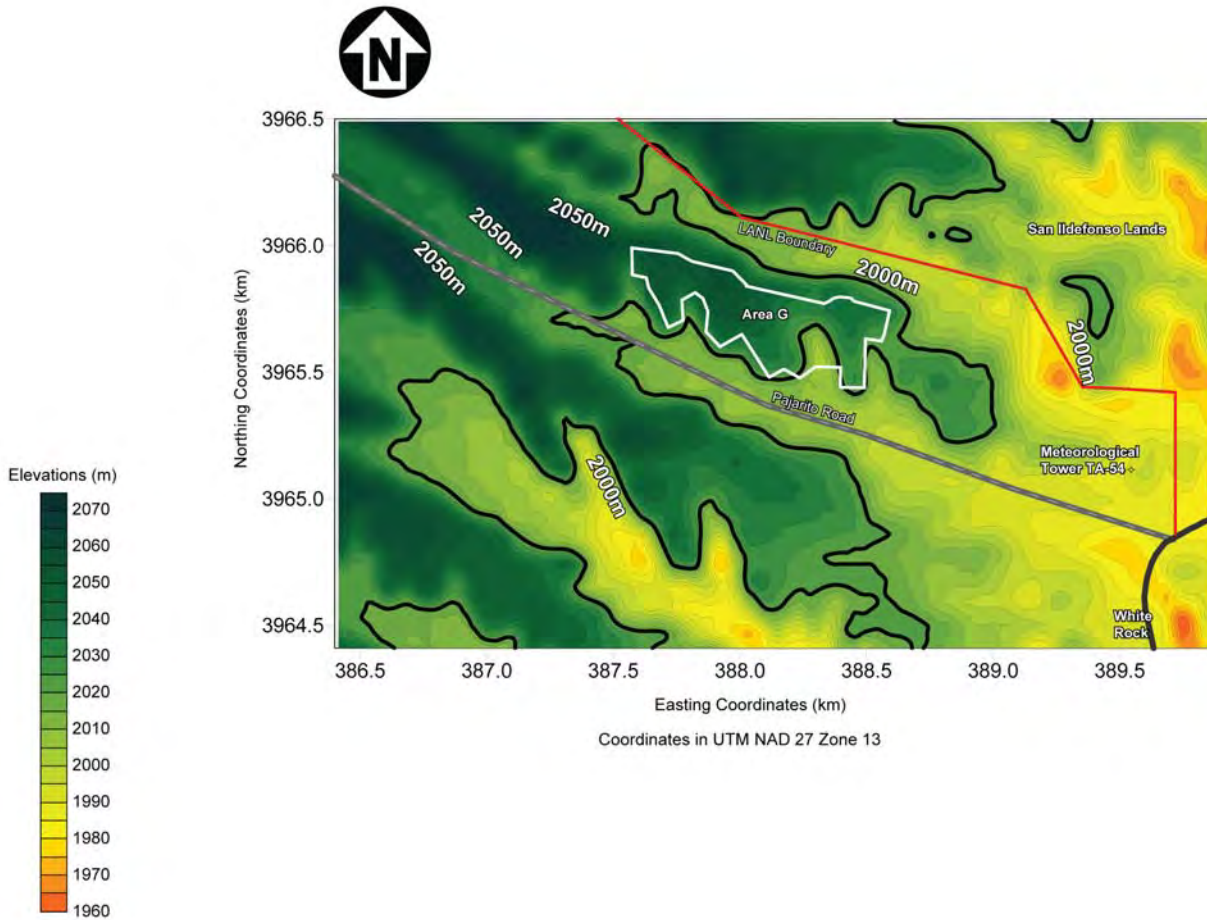 N
3966.5
3966.0
3965.5
3965.0
3964.5
Northing Coordinates (km)
2050m
2050m
2050m
LANL Boundary
2000m
San Ildefonso Lands
Area G
2000m
Pajarito Road
2000m
Meteorological
Tower TA-54
White
Rock
386.5
387.0
387.5
388.0
388.5
389.0
389.5
Easting Coordinates (km)
Coordinates in UTM NAD 27 Zone 13
Elevations (m)
2070
2060
2050
2040
2030
2020
2010
2000
1990
1980
1970
1960